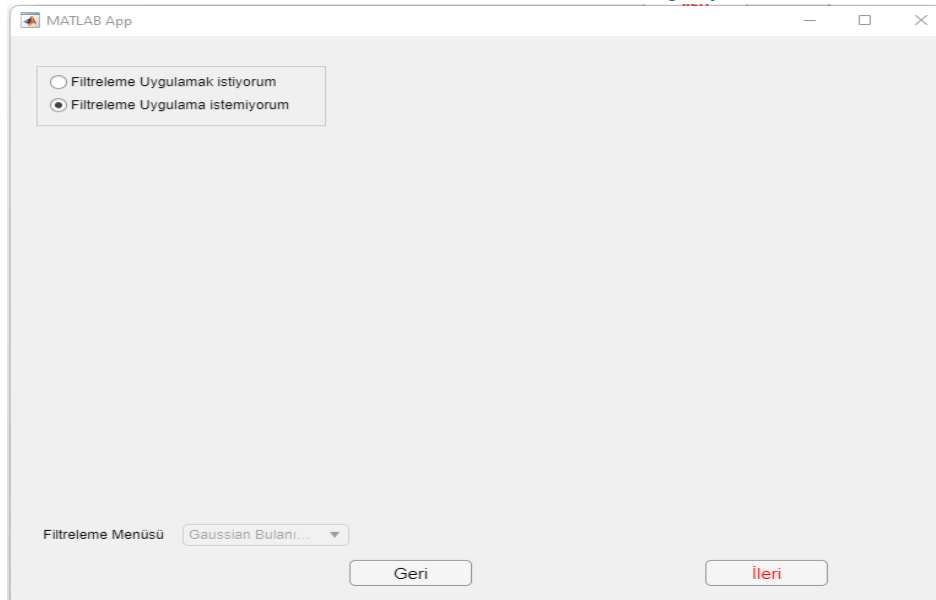 MATLAB App
Filtreleme Uygulamak istiyorum
Filtreleme Uygulama istemiyorum
Filtreleme Menüsü Gaussian Bulanı...
Geri İleri